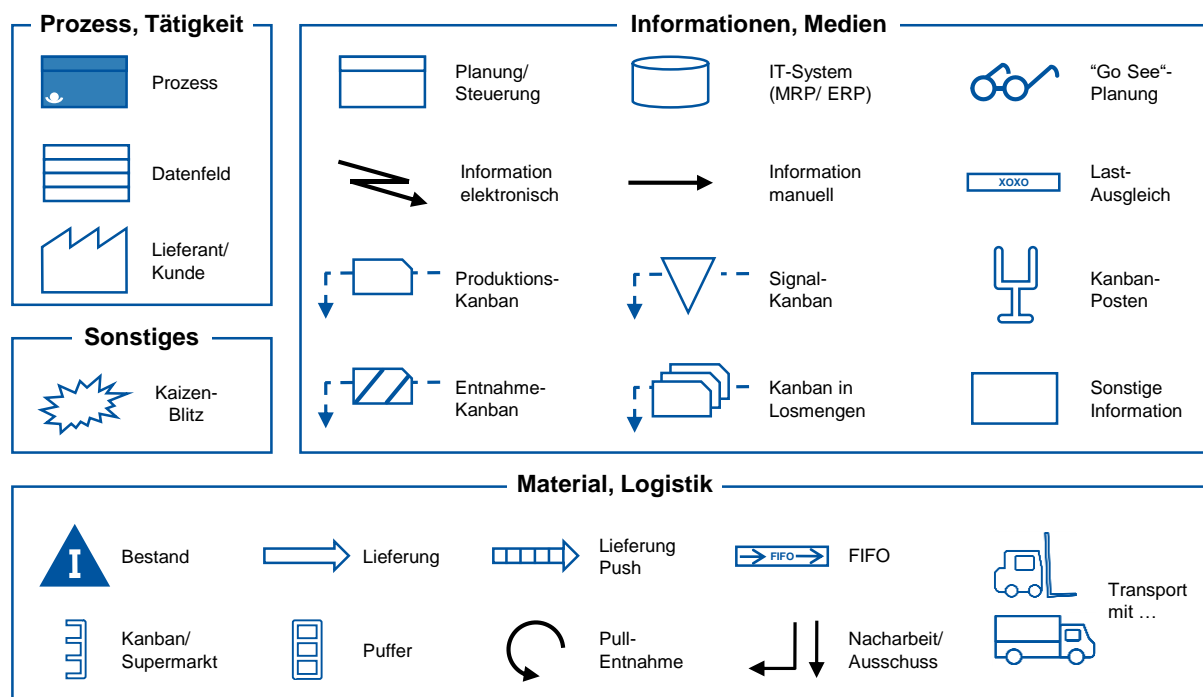 Prozess, Tätigkeit
Prozess
Datenfeld
Lieferant/
Kunde
Sonstiges
Kaizen-
Blitz
Informationen, Medien
Planung/
Steuerung
IT-System
(MRP/ ERP)
“Go See“-
Planung
Information
elektronisch
Information
manuell
XOXO
Last-
Ausgleich
Produktions-
Kanban
Signal-
Kanban
Kanban-
Posten
Entnahme-
Kanban
Kanban in
Losmengen
Sonstige
Information
Material, Logistik
I
Bestand
Lieferung
Lieferung
Push
FIFO
FIFO
Transport
mit …
Kanban/
Supermarkt
Puffer
Pull-
Entnahme
Nacharbeit/
Ausschuss